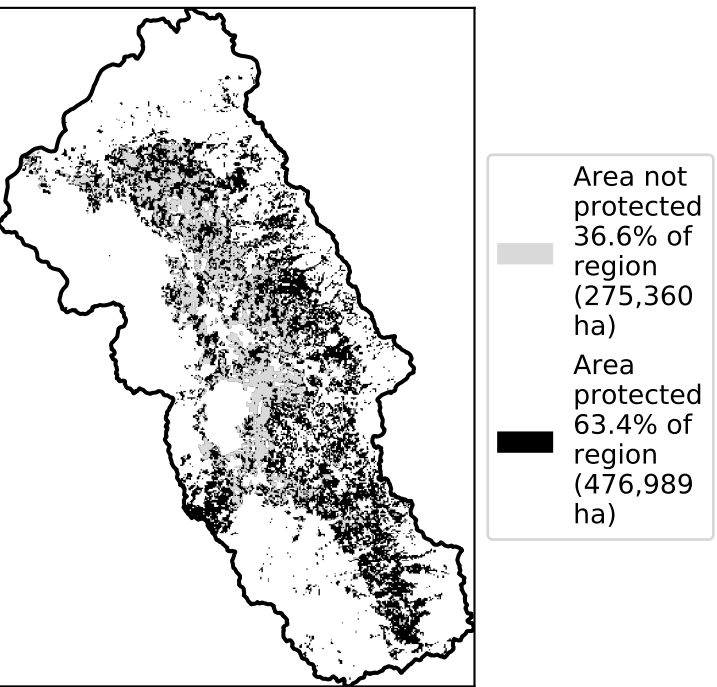 Area not
protected
36.6% of
region
(275,360
ha)
Area
protected
63.4% of
region
(476,989
ha)